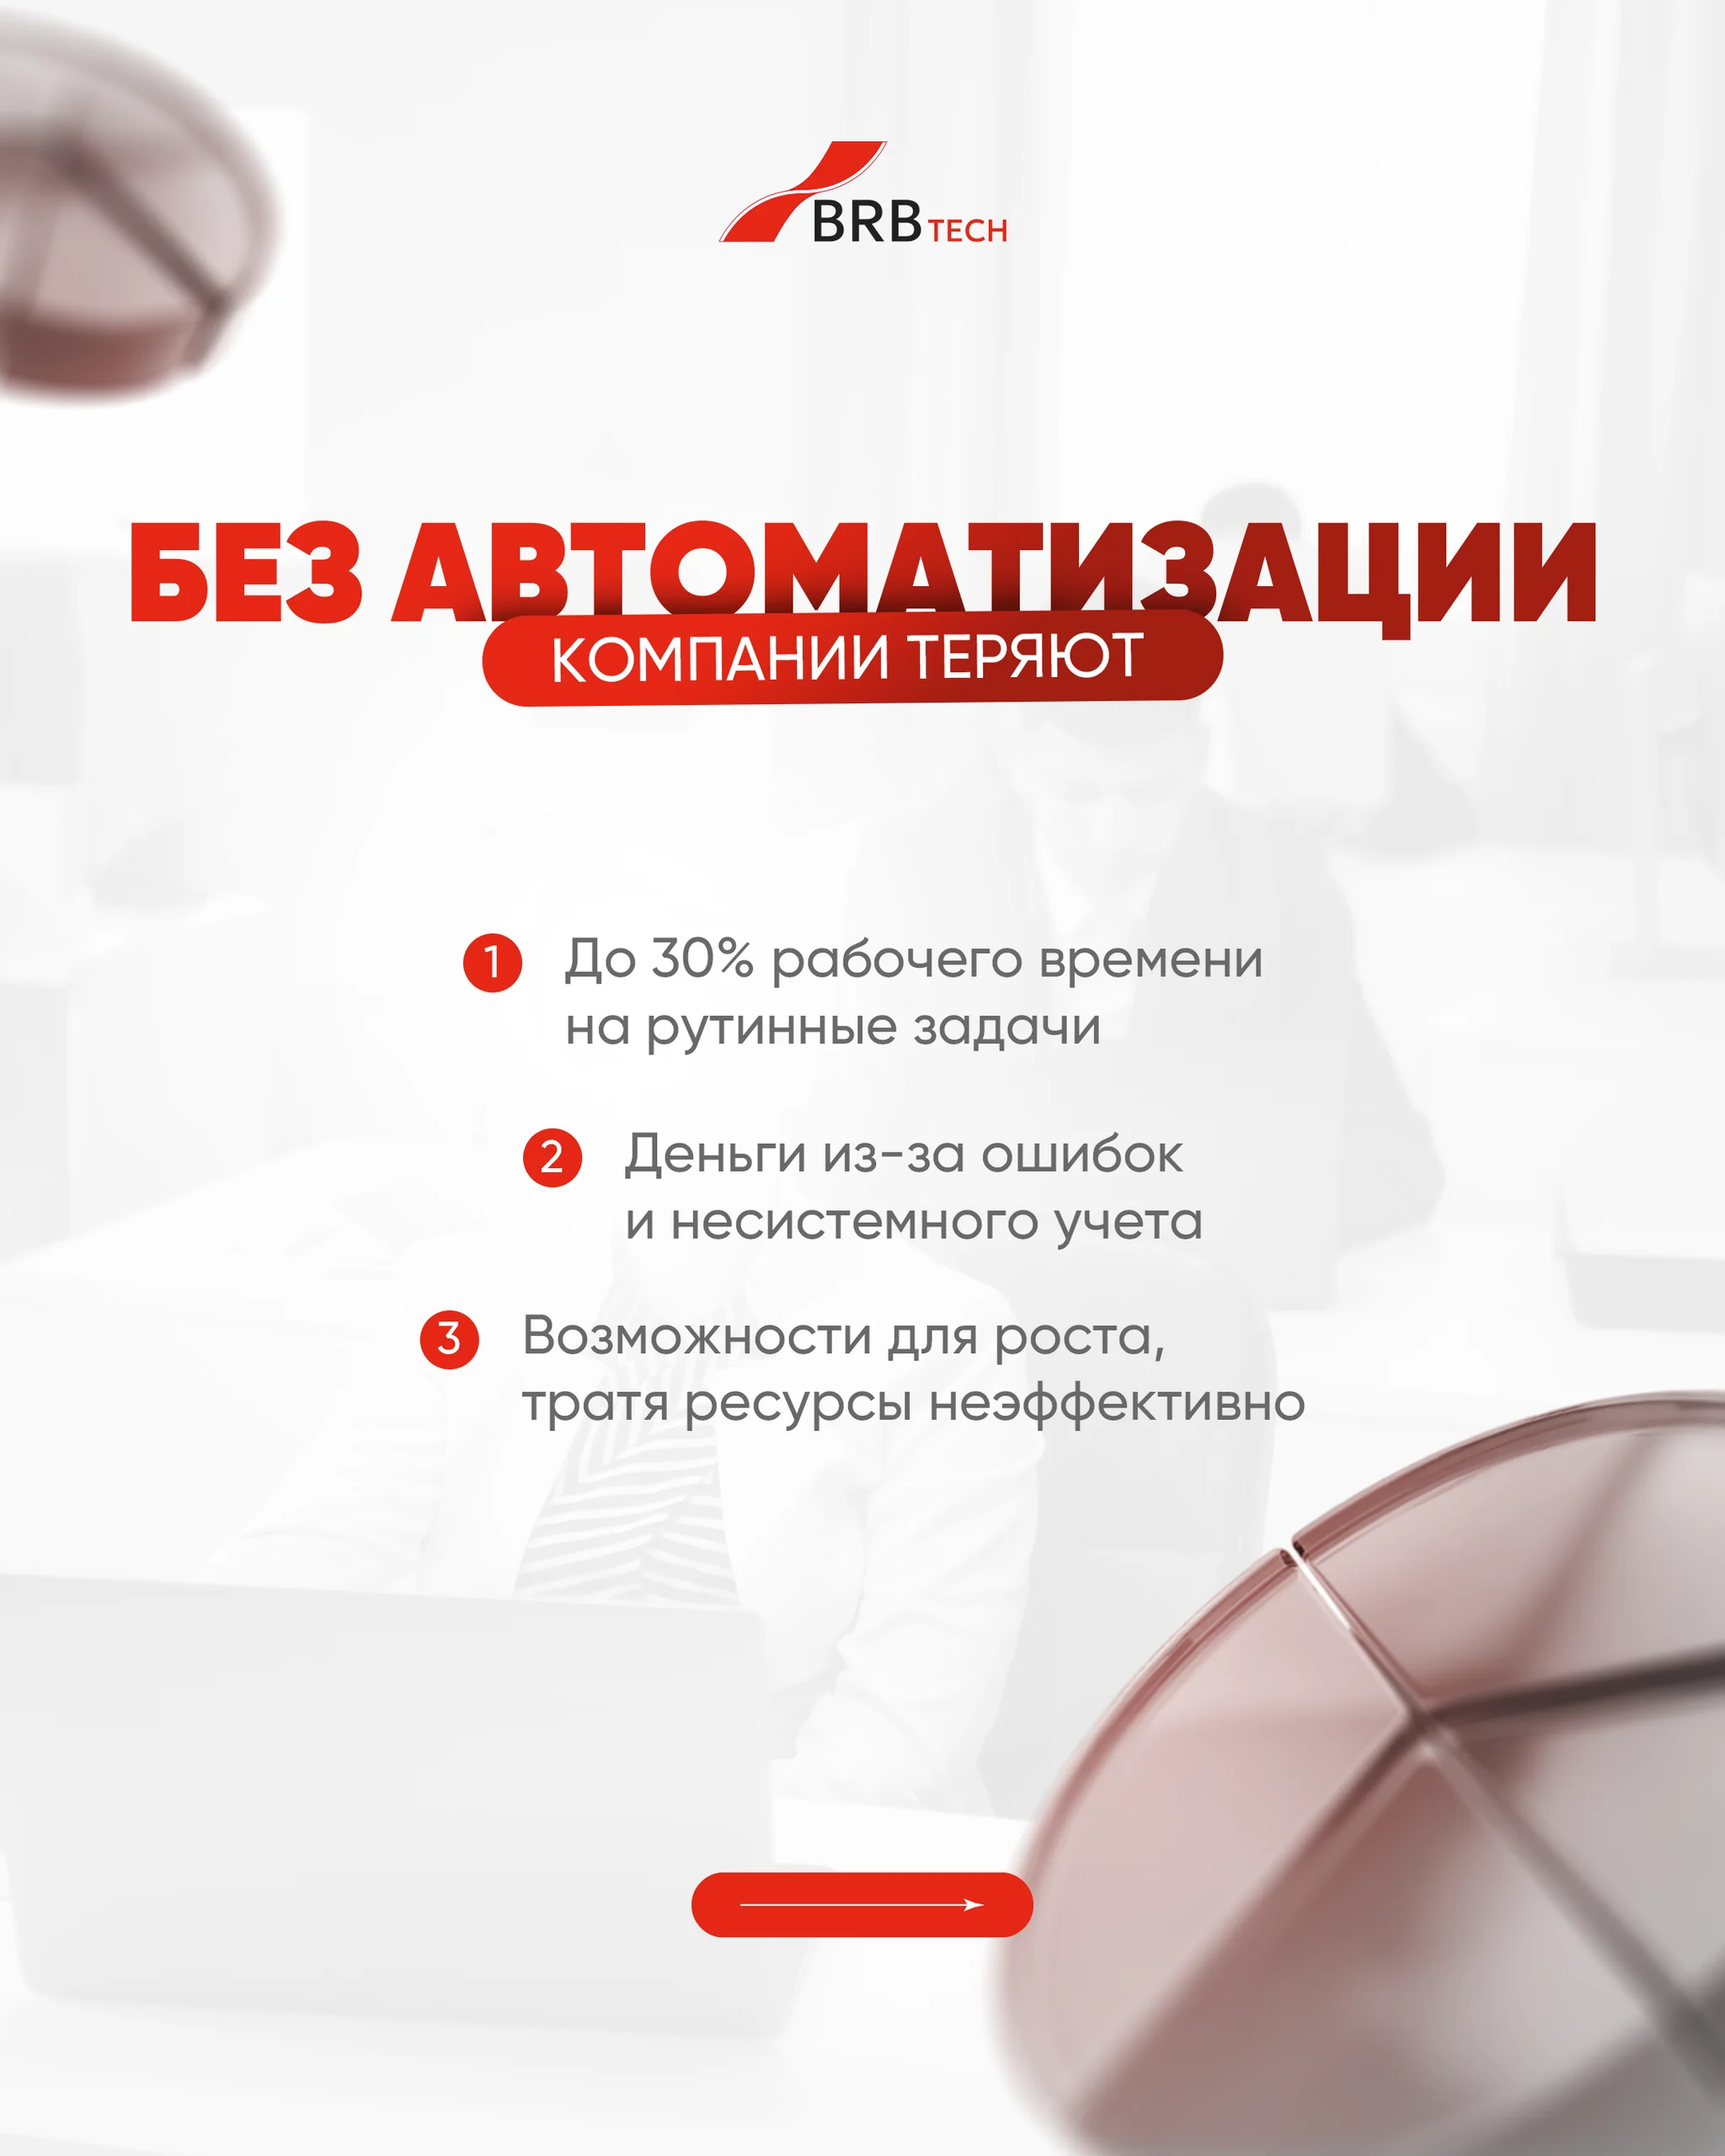 BRB TECH
БЕЗ АВТОМАТИЗАЦИИ
КОМПАНИИ ТЕРЯЮТ
1 До 30% рабочего времени
на рутинные задачи
2 Деньги из-за ошибок
и несистемного учета
3 Возможности для роста,
тратя ресурсы неэффективно